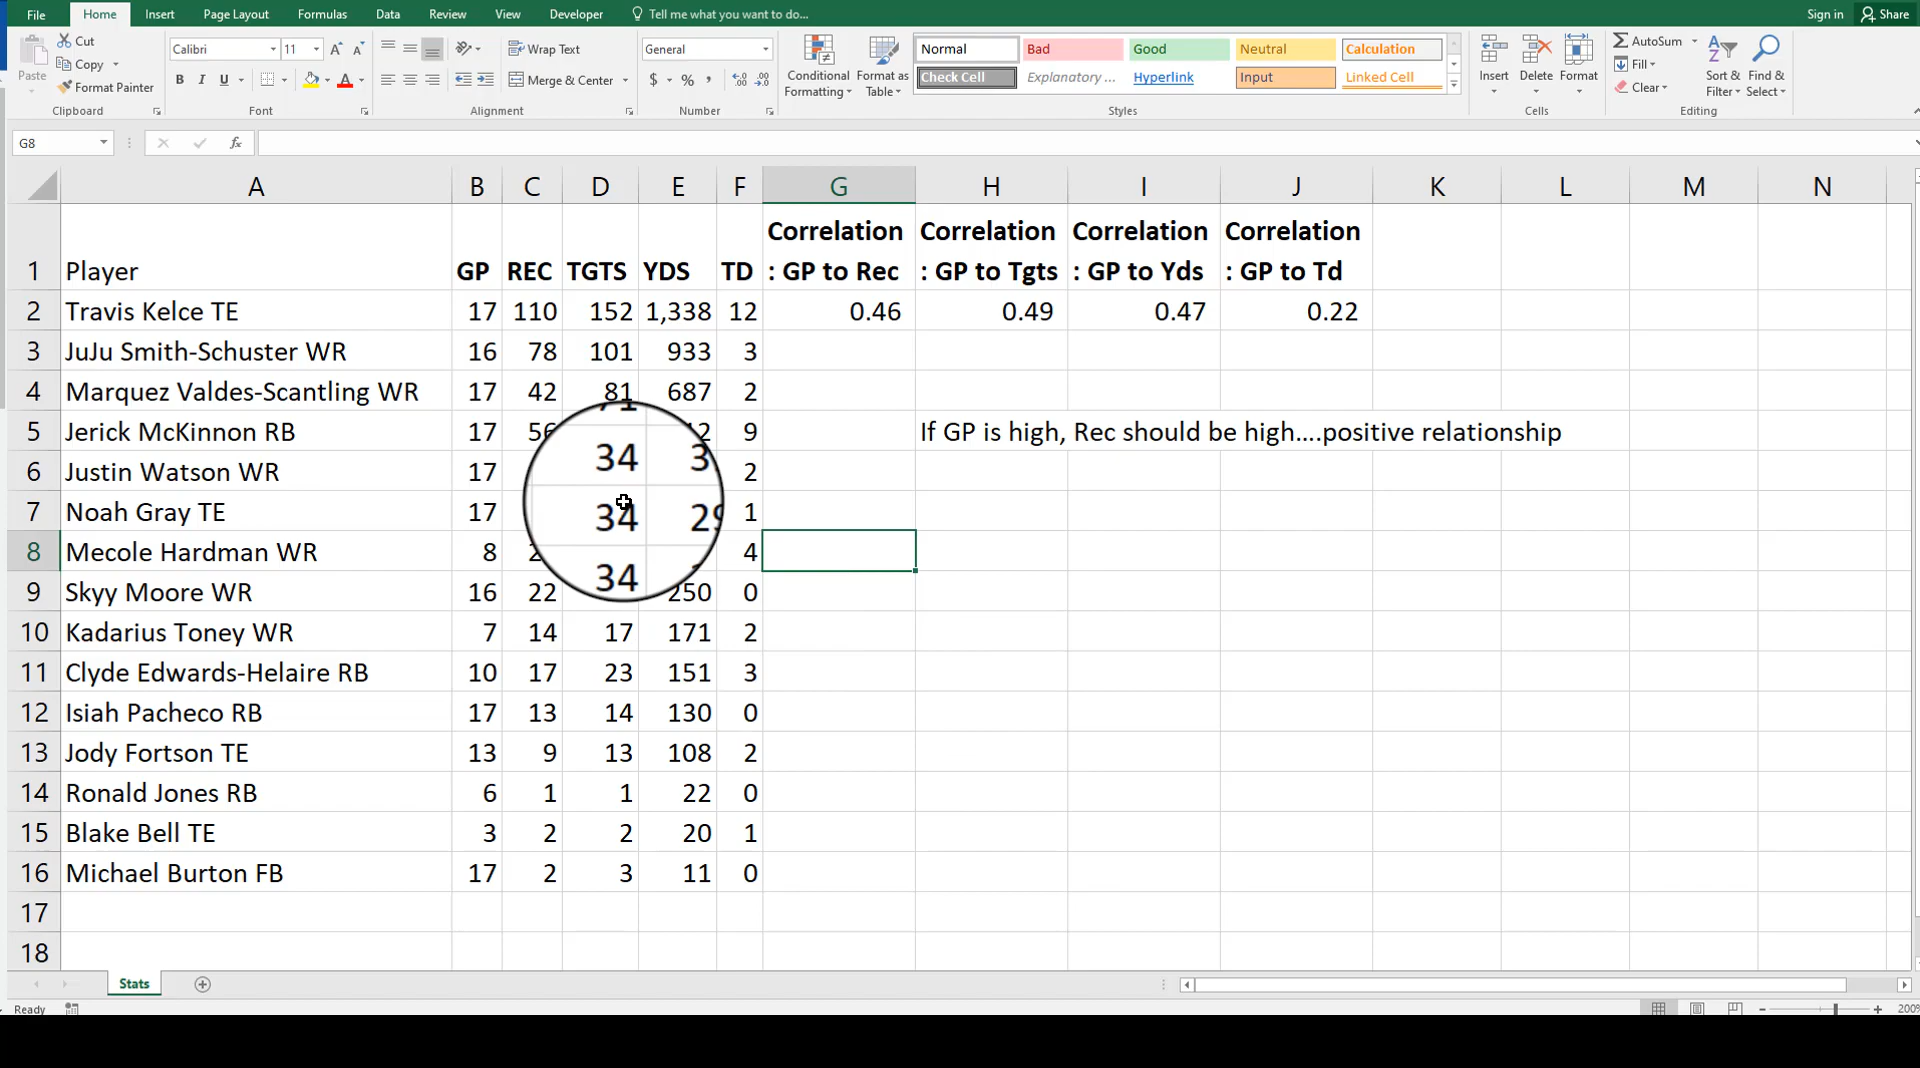 File Home Insert Page Layout Formulas Data Review View Developer Tell me what you want to do... Sign in Share
Cut
Copy
Format Painter
Paste
Clipboard
Calibri 11
B I U
Font
Wrap Text
Merge & Center
Alignment
General
$ % ,
Number
Conditional Formatting
Format as Table
Normal Bad Good Neutral Calculation
Check Cell Explanatory ... Hyperlink Input Linked Cell
Styles
Insert Delete Format
Cells
AutoSum
Fill
Clear
Sort & Filter
Find & Select
Editing
G8 fx
A B C D E F G H I J K L M N
1 Player GP REC TGTS YDS TD Correlation : GP to Rec Correlation : GP to Tgts Correlation : GP to Yds Correlation : GP to Td
2 Travis Kelce TE 17 110 152 1,338 12 0.46 0.49 0.47 0.22
3 JuJu Smith-Schuster WR 16 78 101 933 3
4 Marquez Valdes-Scantling WR 17 42 81 687 2
5 Jerick McKinnon RB 17 9 If GP is high, Rec should be high....positive relationship
6 Justin Watson WR 17 34 2
7 Noah Gray TE 17 34 1
8 Mecole Hardman WR 8 34 4
9 Skyy Moore WR 16 22 250 0
10 Kadarius Toney WR 7 14 17 171 2
11 Clyde Edwards-Helaire RB 10 17 23 151 3
12 Isiah Pacheco RB 17 13 14 130 0
13 Jody Fortson TE 13 9 13 108 2
14 Ronald Jones RB 6 1 1 22 0
15 Blake Bell TE 3 2 2 20 1
16 Michael Burton FB 17 2 3 11 0
17
18
Stats
Ready